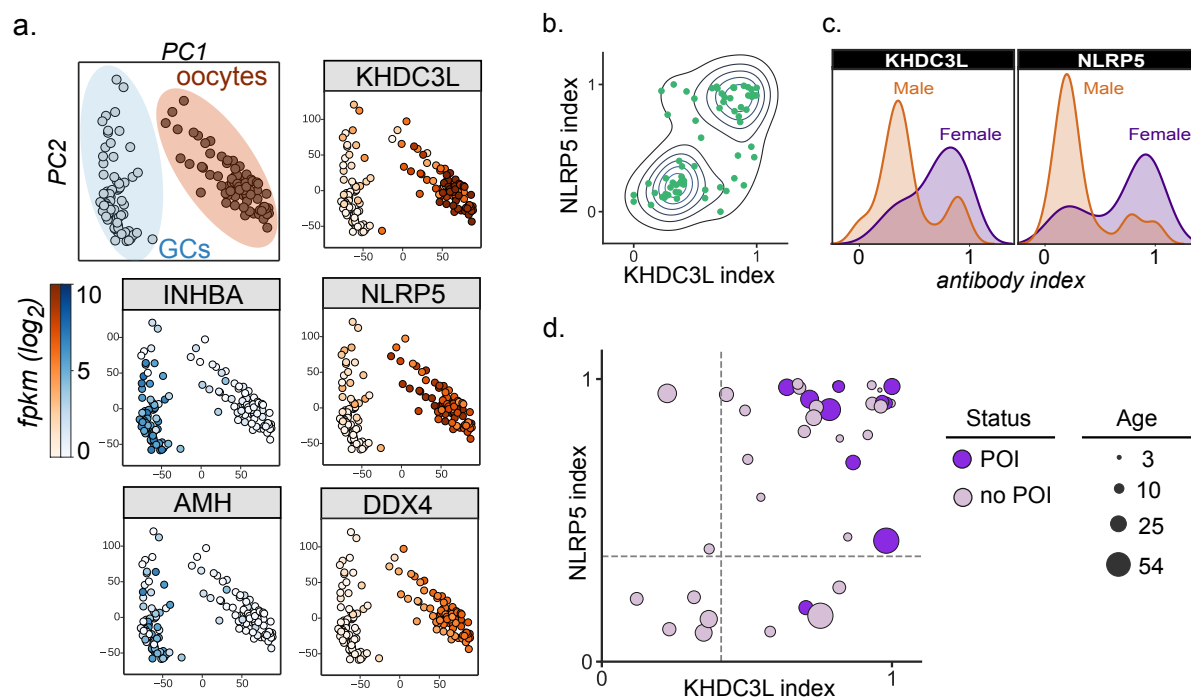 a.
PC1
oocytes
PC2
GCs
KHDC3L
100
50
0
−50
−50 0 50
fpkm (log2)
10
5
0
INHBA
100
50
0
−50
−50 0 50
NLRP5
100
50
0
−50
−50 0 50
AMH
100
50
0
−50
−50 0 50
DDX4
100
50
0
−50
−50 0 50
b.
NLRP5 index
1
0
0 1
KHDC3L index
c.
KHDC3L NLRP5
Male Male
Female Female
0 1 0 1
antibody index
d.
NLRP5 index
1
0
0 1
KHDC3L index
Status
POI
no POI
Age
3
10
25
54